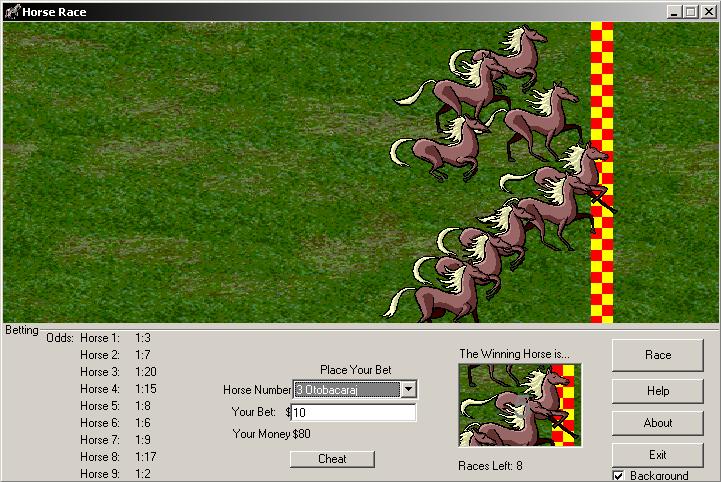 Horse Race
Betting
Odds: Horse 1: 1:3
Horse 2: 1:7
Horse 3: 1:20
Horse 4: 1:15
Horse 5: 1:8
Horse 6: 1:6
Horse 7: 1:9
Horse 8: 1:17
Horse 9: 1:2
Place Your Bet
Horse Number 3 Otobacaraj
Your Bet: $10
Your Money $80
Cheat
The Winning Horse is...
Races Left: 8
Race
Help
About
Exit
Background